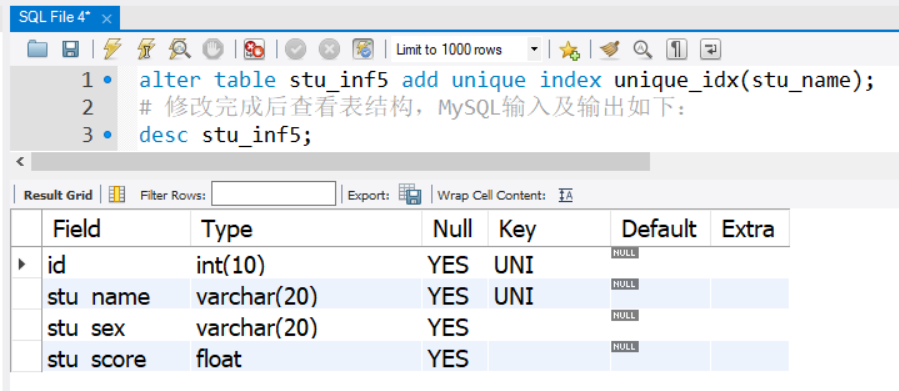 SQL File 4*
Limit to 1000 rows
1 alter table stu_inf5 add unique index unique_idx(stu_name);
2 # 修改完成后查看表结构，MySQL输入及输出如下：
3 desc stu_inf5;
Result Grid Filter Rows: Export: Wrap Cell Content:
Field Type Null Key Default Extra
id int(10) YES UNI NULL
stu_name varchar(20) YES UNI NULL
stu_sex varchar(20) YES NULL
stu_score float YES NULL